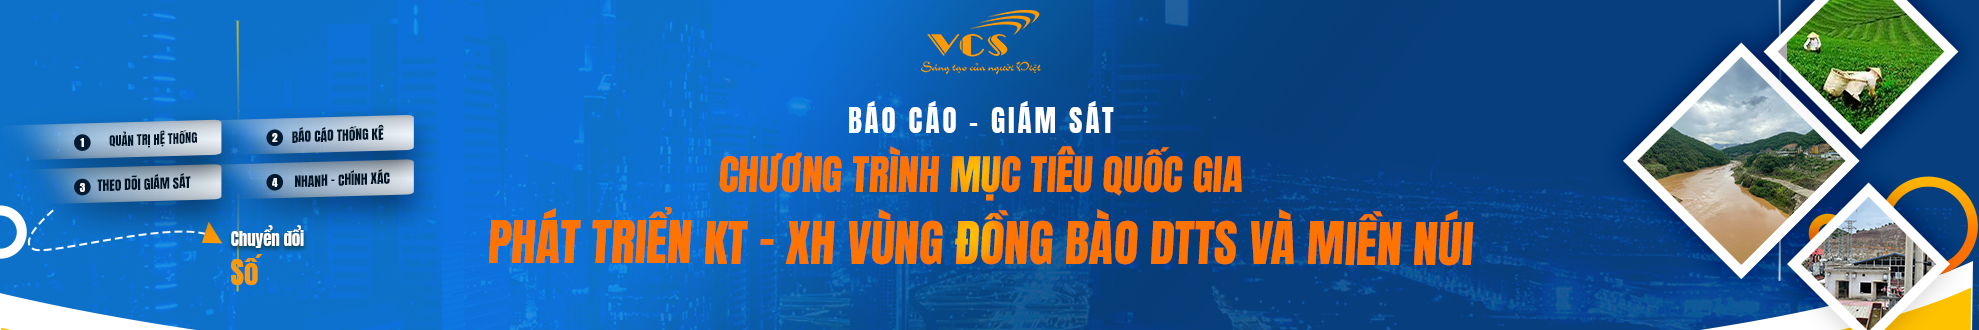 VCS
Sáng tạo của người Việt
BÁO CÁO - GIÁM SÁT
CHƯƠNG TRÌNH MỤC TIÊU QUỐC GIA
PHÁT TRIỂN KT - XH VÙNG ĐỒNG BÀO DTTS VÀ MIỀN NÚI
1 QUẢN TRỊ HỆ THỐNG
2 BÁO CÁO THỐNG KÊ
3 THEO DÕI GIÁM SÁT
4 NHANH - CHÍNH XÁC
Chuyển đổi
Số